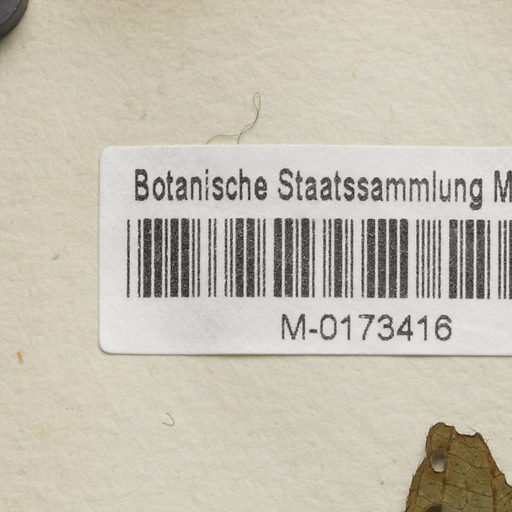 Botanische Staatssammlung M
M-0173416